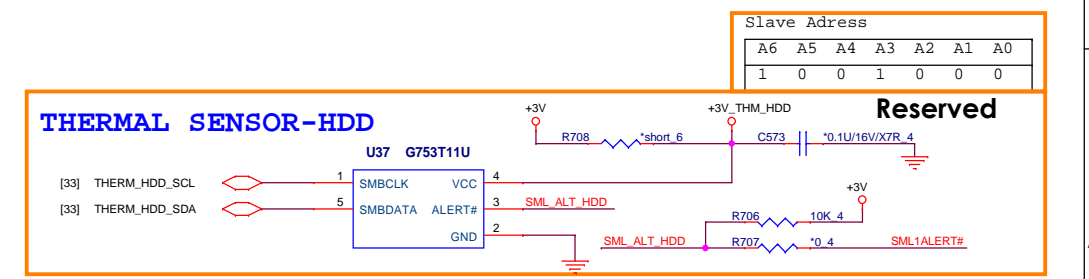 Slave Adress
A6 A5 A4 A3 A2 A1 A0
1 0 0 1 0 0 0
THERMAL SENSOR-HDD
Reserved
+3V
+3V_THM_HDD
R708
*short_6
C573
*0.1U/16V/X7R_4
U37 G753T11U
[33] THERM_HDD_SCL
1
SMBCLK
VCC
4
[33] THERM_HDD_SDA
5
SMBDATA
ALERT#
3
SML_ALT_HDD
GND
2
+3V
R706
10K_4
SML_ALT_HDD
R707
*0_4
SML1ALERT#